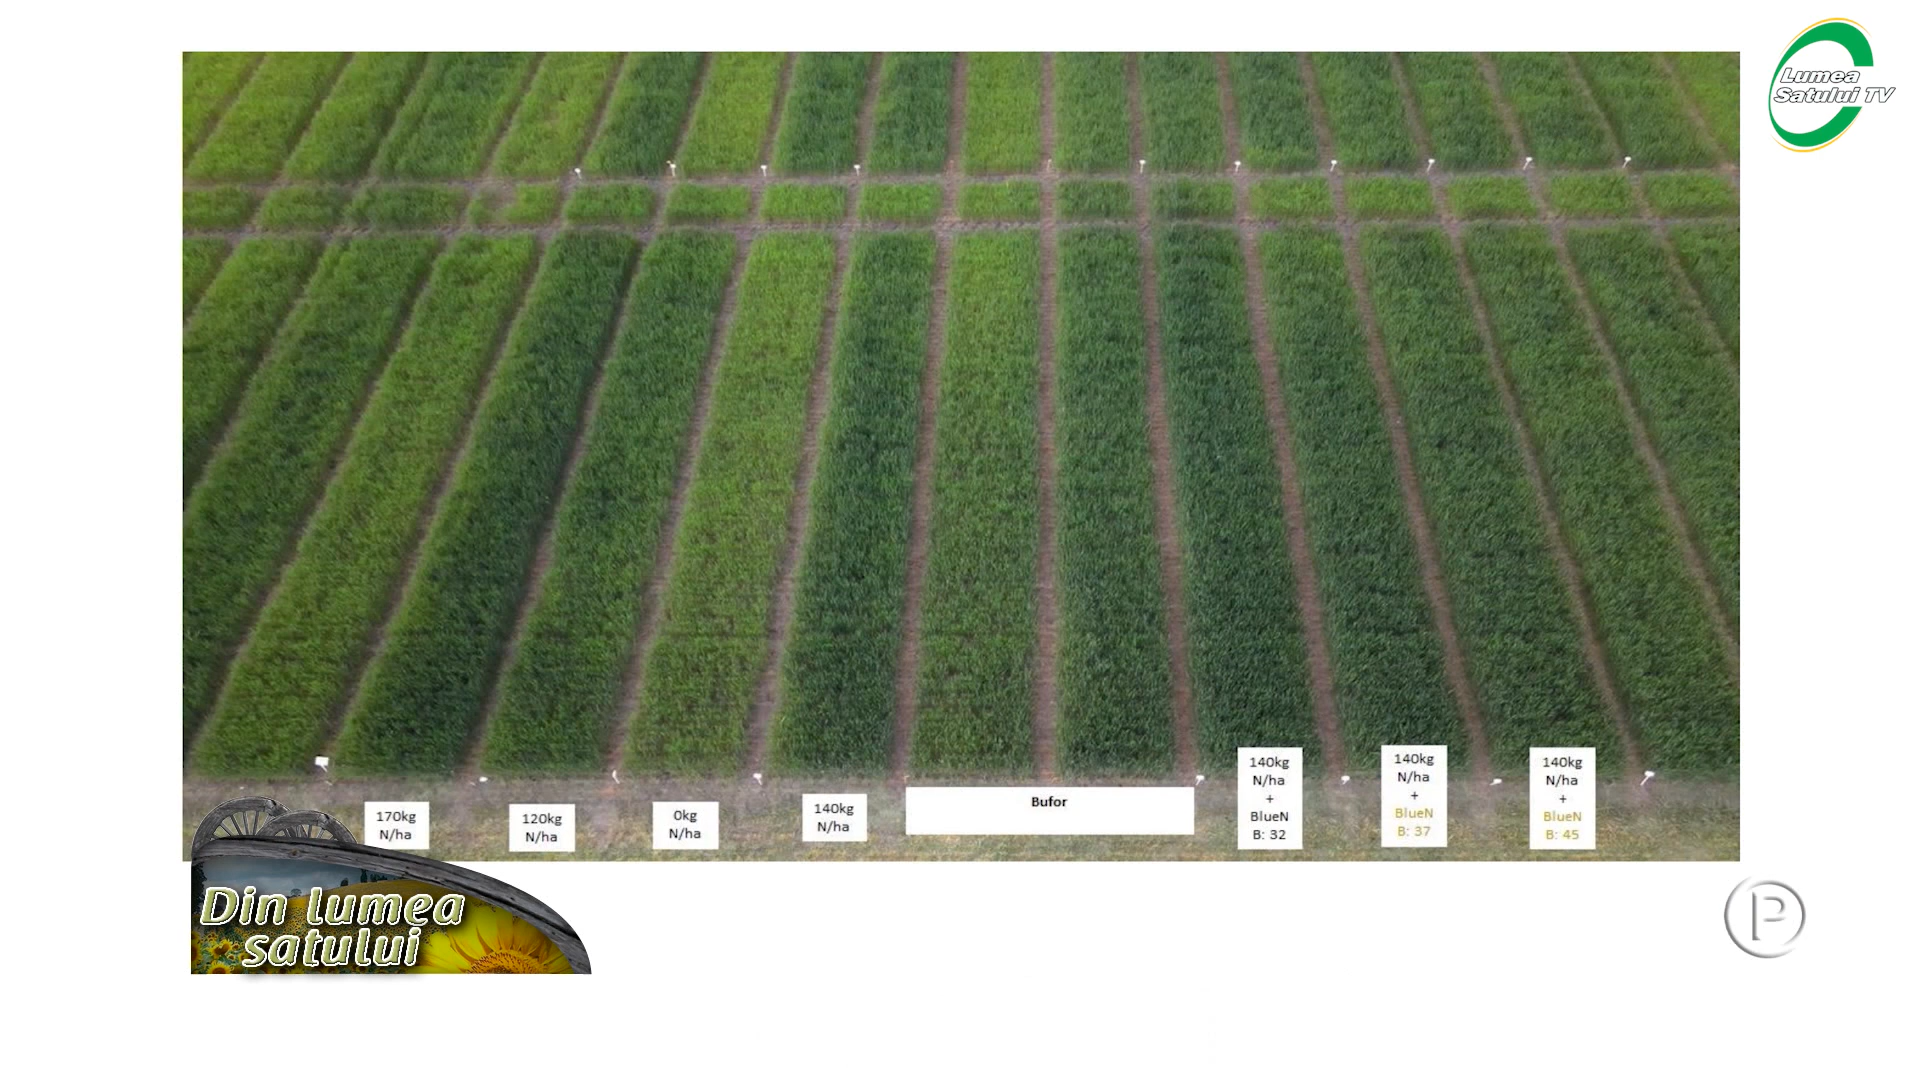 Lumea
Satului TV
170kg
N/ha
120kg
N/ha
0kg
N/ha
140kg
N/ha
Bufor
140kg
N/ha
+
BlueN
B: 32
140kg
N/ha
+
BlueN
B: 37
140kg
N/ha
+
BlueN
B: 45
Din lumea
satului
P